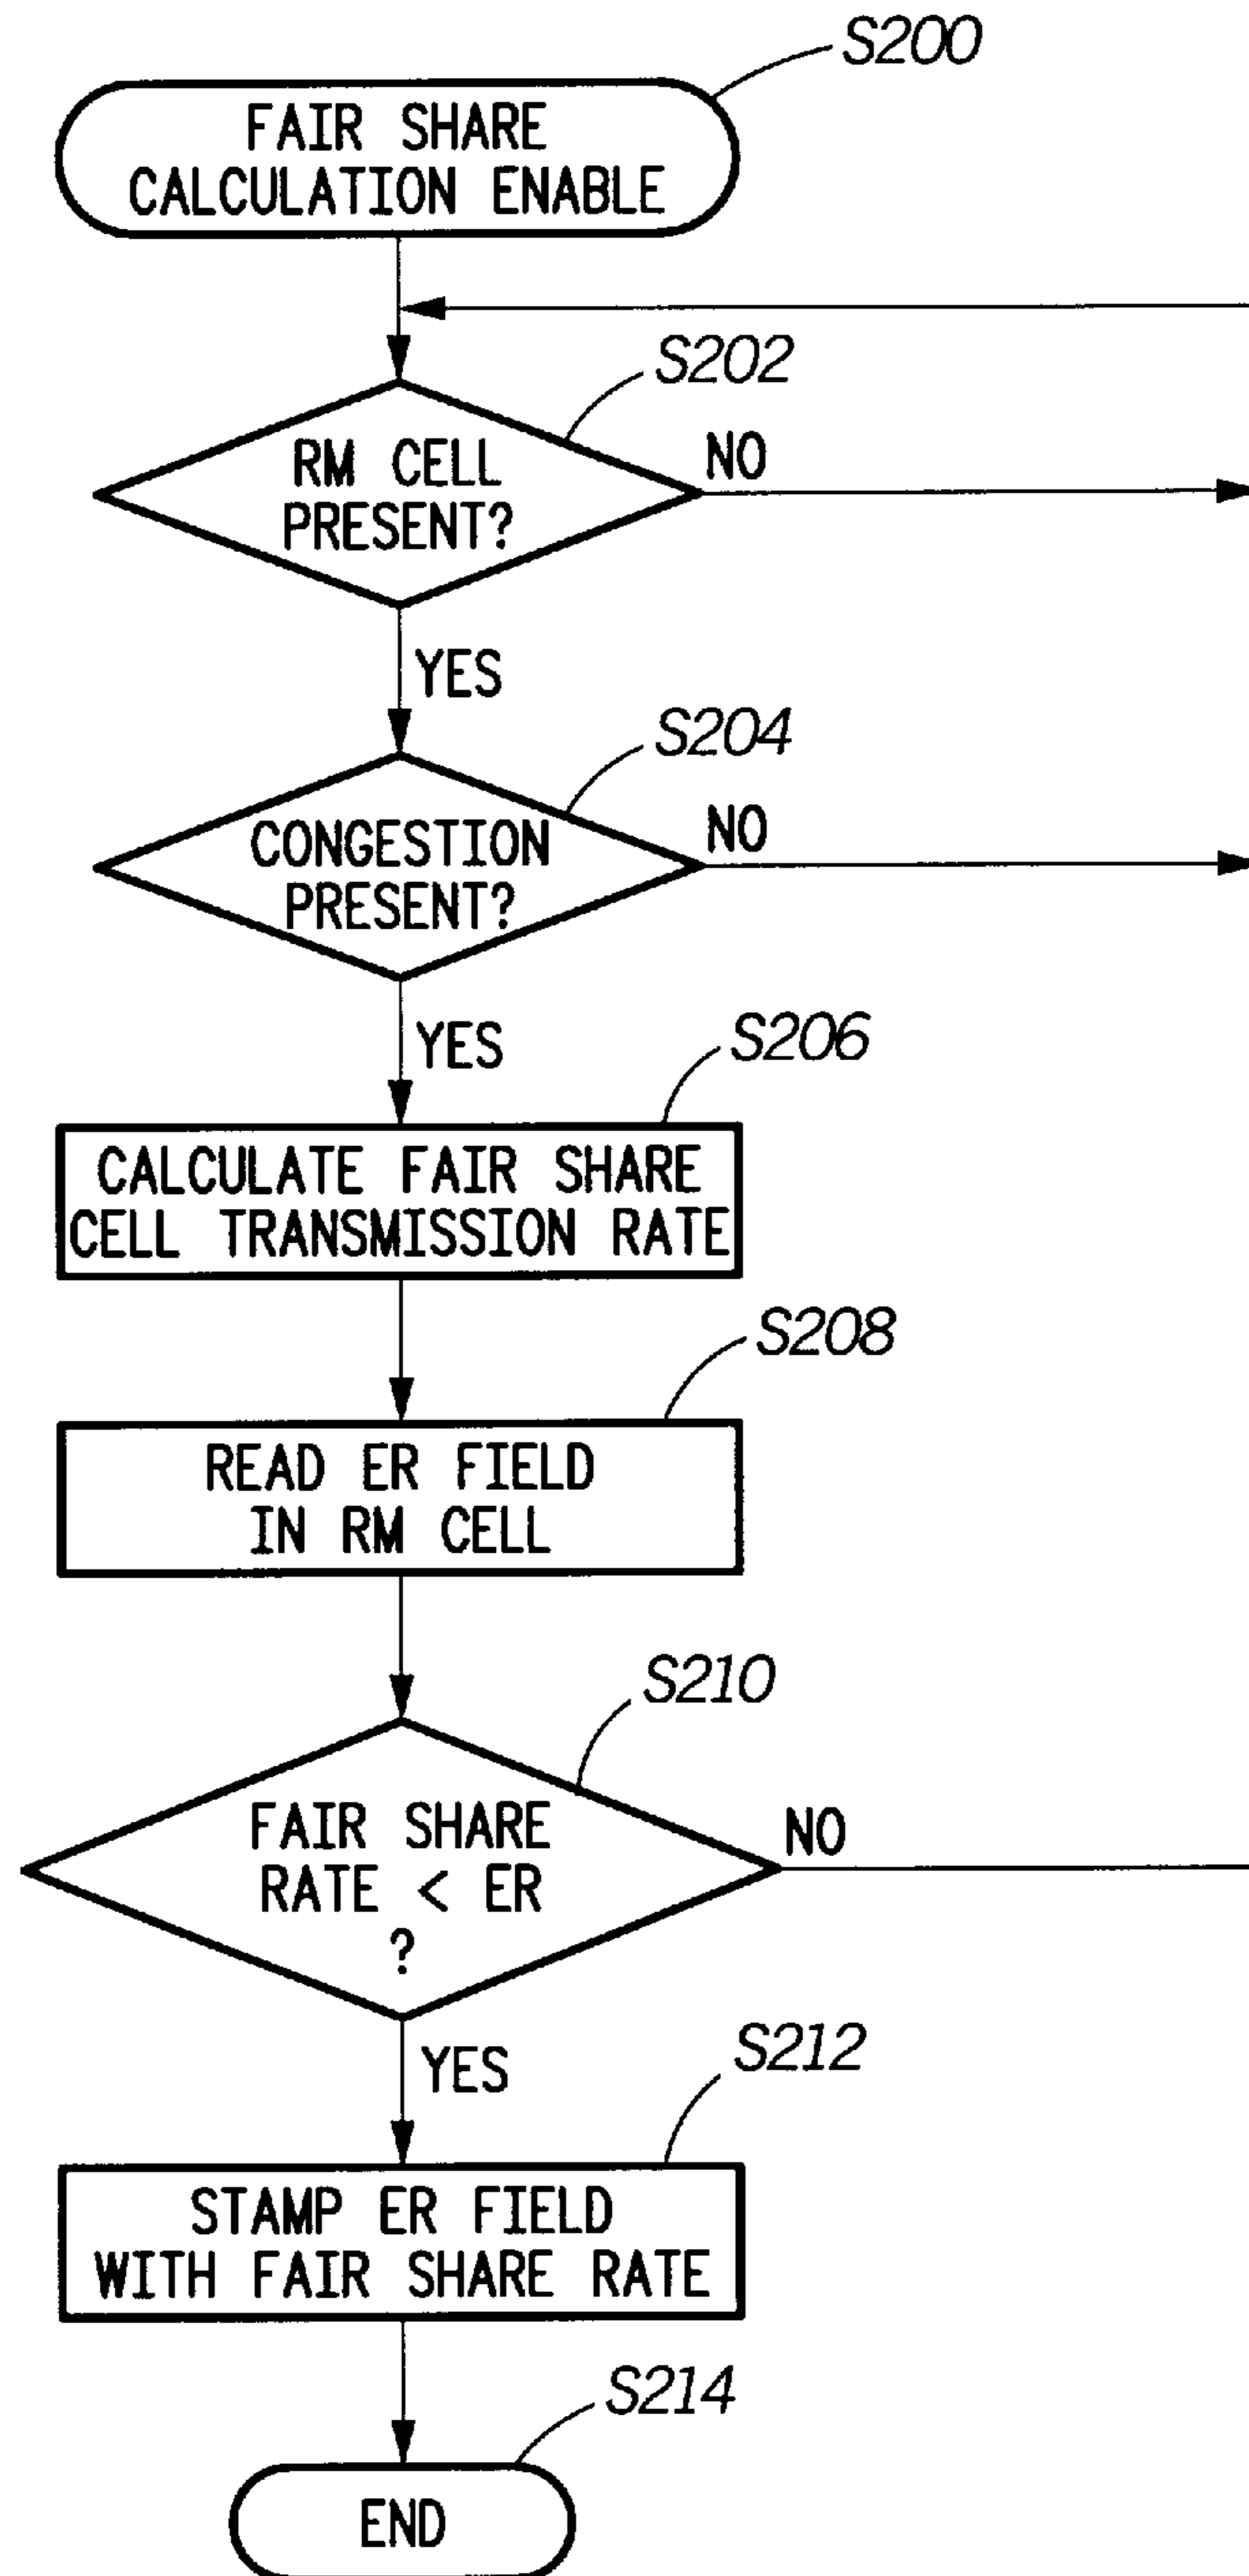 S200
FAIR SHARE
CALCULATION ENABLE
S202
RM CELL
PRESENT?
NO
YES
S204
CONGESTION
PRESENT?
NO
YES
S206
CALCULATE FAIR SHARE
CELL TRANSMISSION RATE
S208
READ ER FIELD
IN RM CELL
S210
FAIR SHARE
RATE < ER
?
NO
YES
S212
STAMP ER FIELD
WITH FAIR SHARE RATE
S214
END